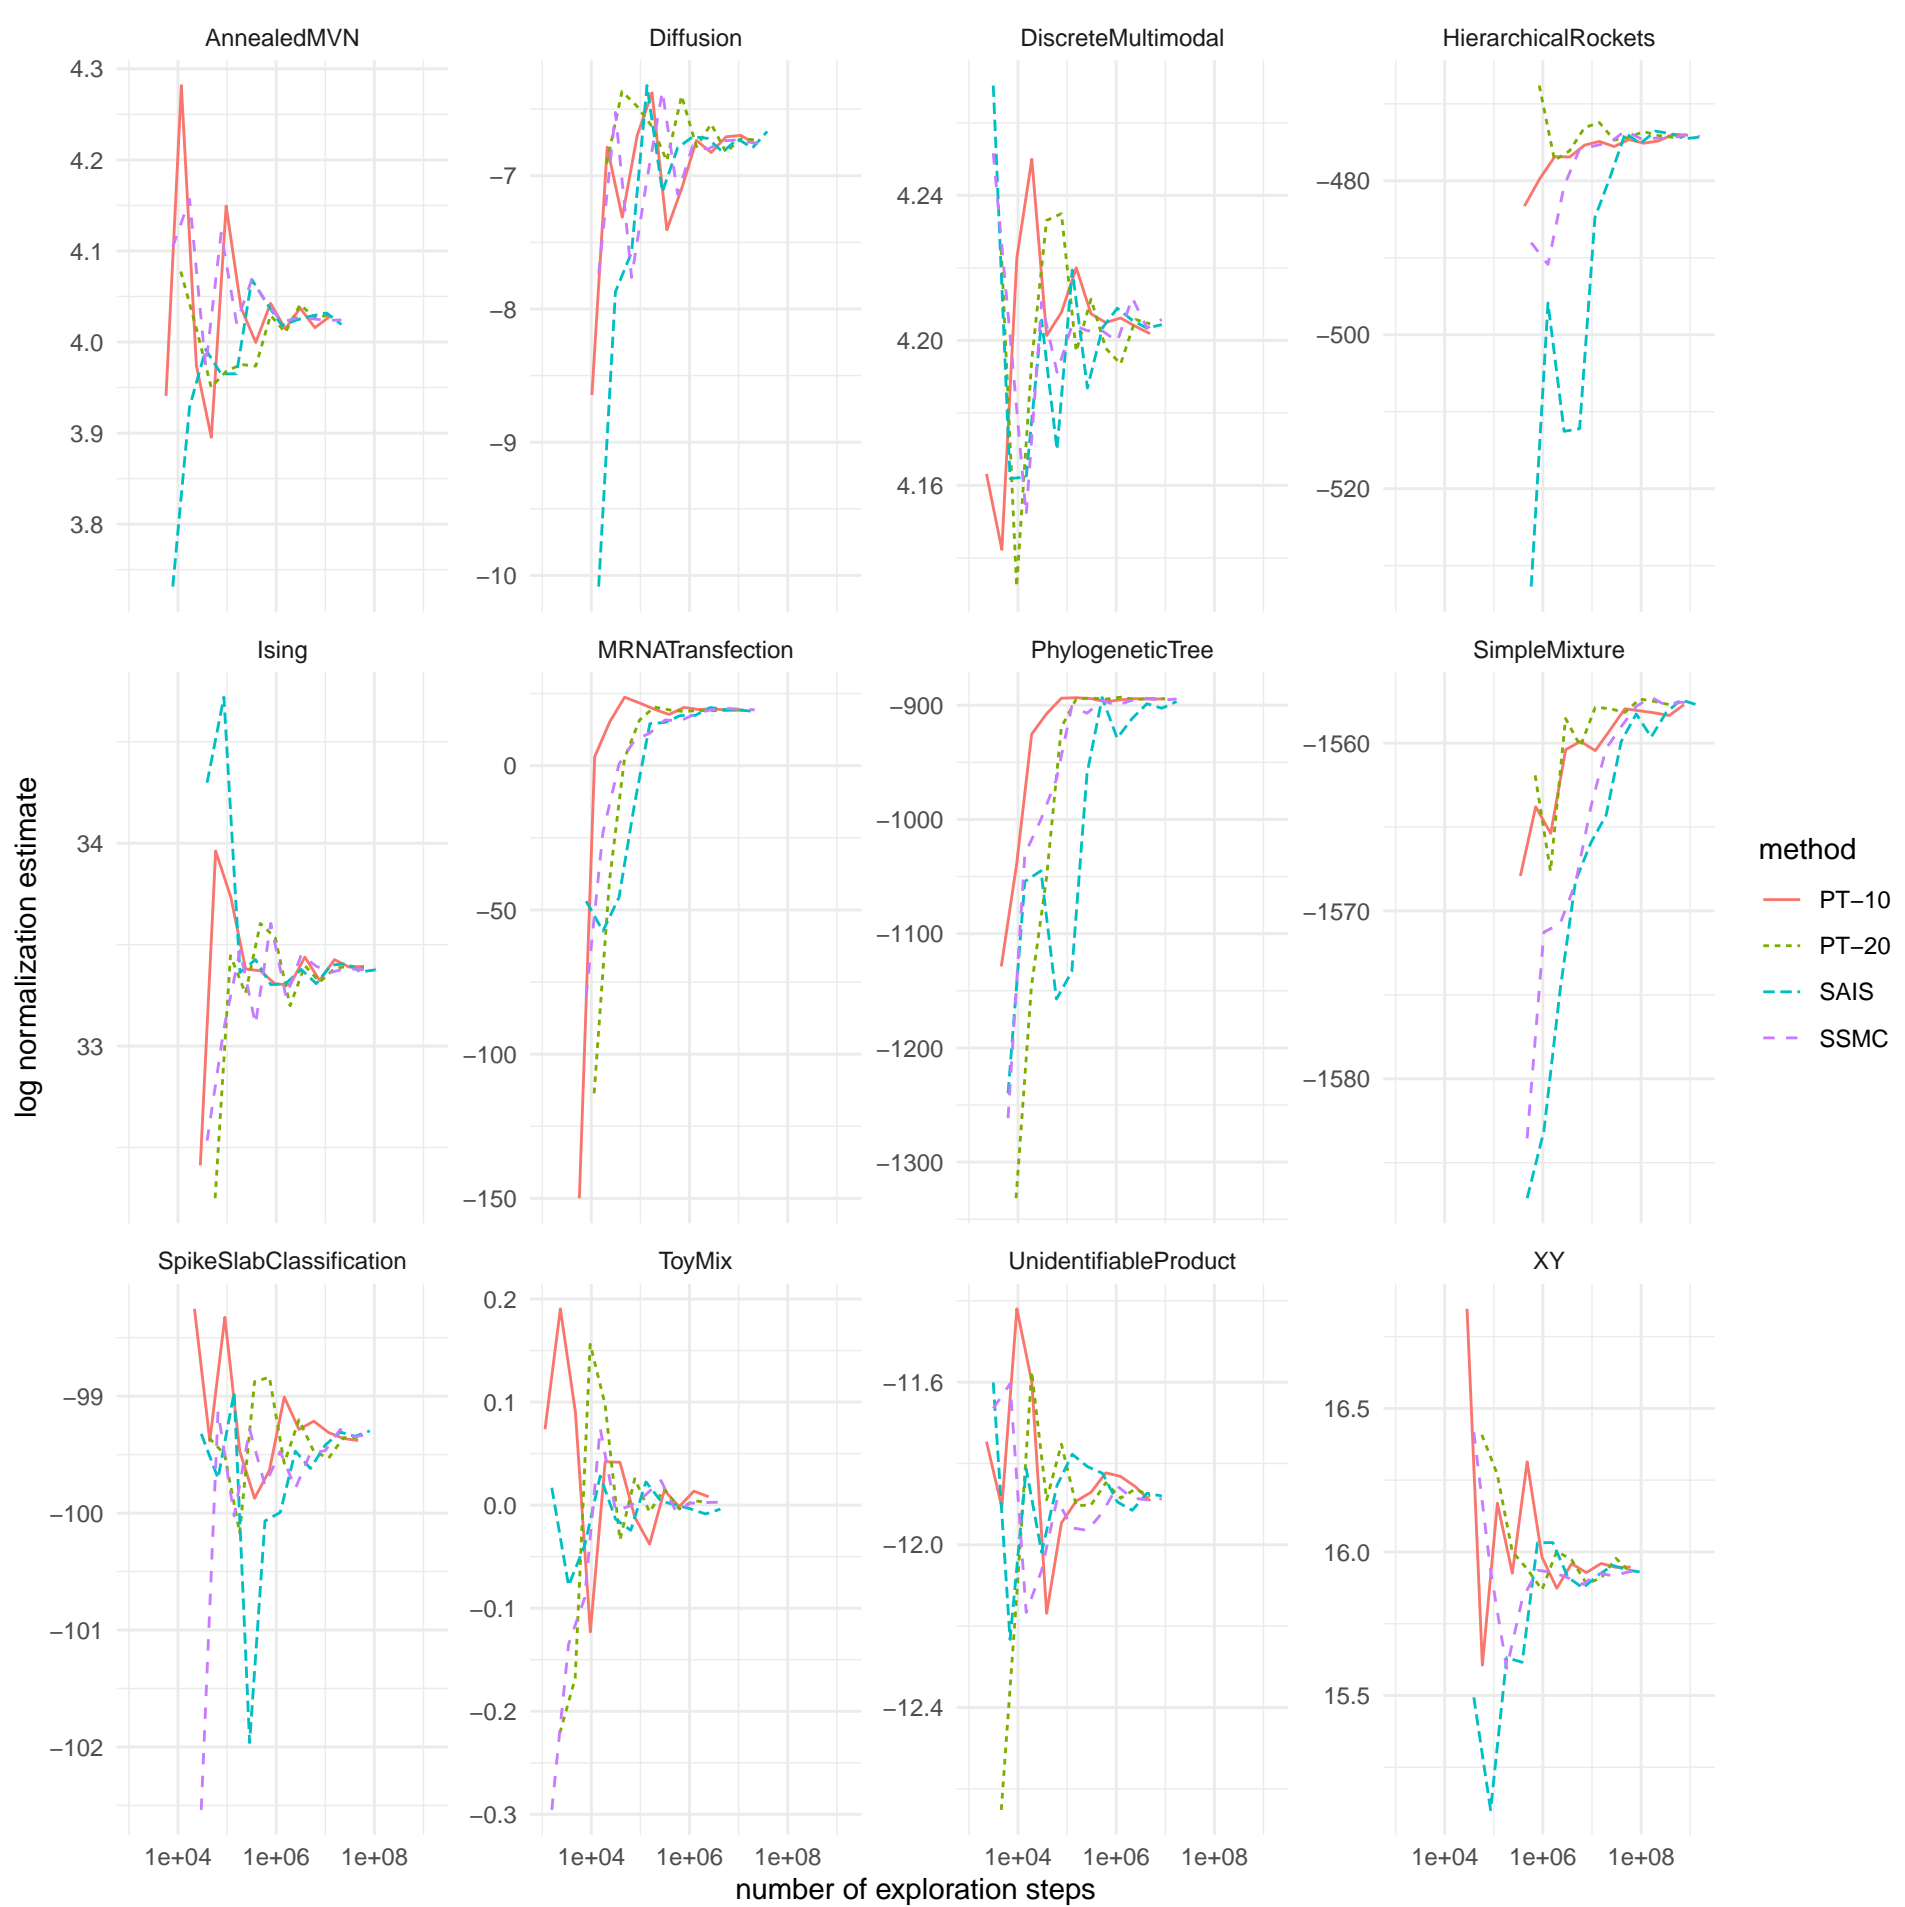 AnnealedMVN
Diffusion
DiscreteMultimodal
HierarchicalRockets
4.3
4.2
4.1
4.0
3.9
3.8
−7
−8
−9
−10
4.24
4.20
4.16
−480
−500
−520
Ising
MRNATransfection
PhylogeneticTree
SimpleMixture
34
33
0
−50
−100
−150
−900
−1000
−1100
−1200
−1300
−1560
−1570
−1580
SpikeSlabClassification
ToyMix
UnidentifiableProduct
XY
−99
−100
−101
−102
0.2
0.1
0.0
−0.1
−0.2
−0.3
−11.6
−12.0
−12.4
16.5
16.0
15.5
1e+04 1e+06 1e+08
1e+04 1e+06 1e+08
1e+04 1e+06 1e+08
1e+04 1e+06 1e+08
number of exploration steps
log normalization estimate
method
PT−10
PT−20
SAIS
SSMC